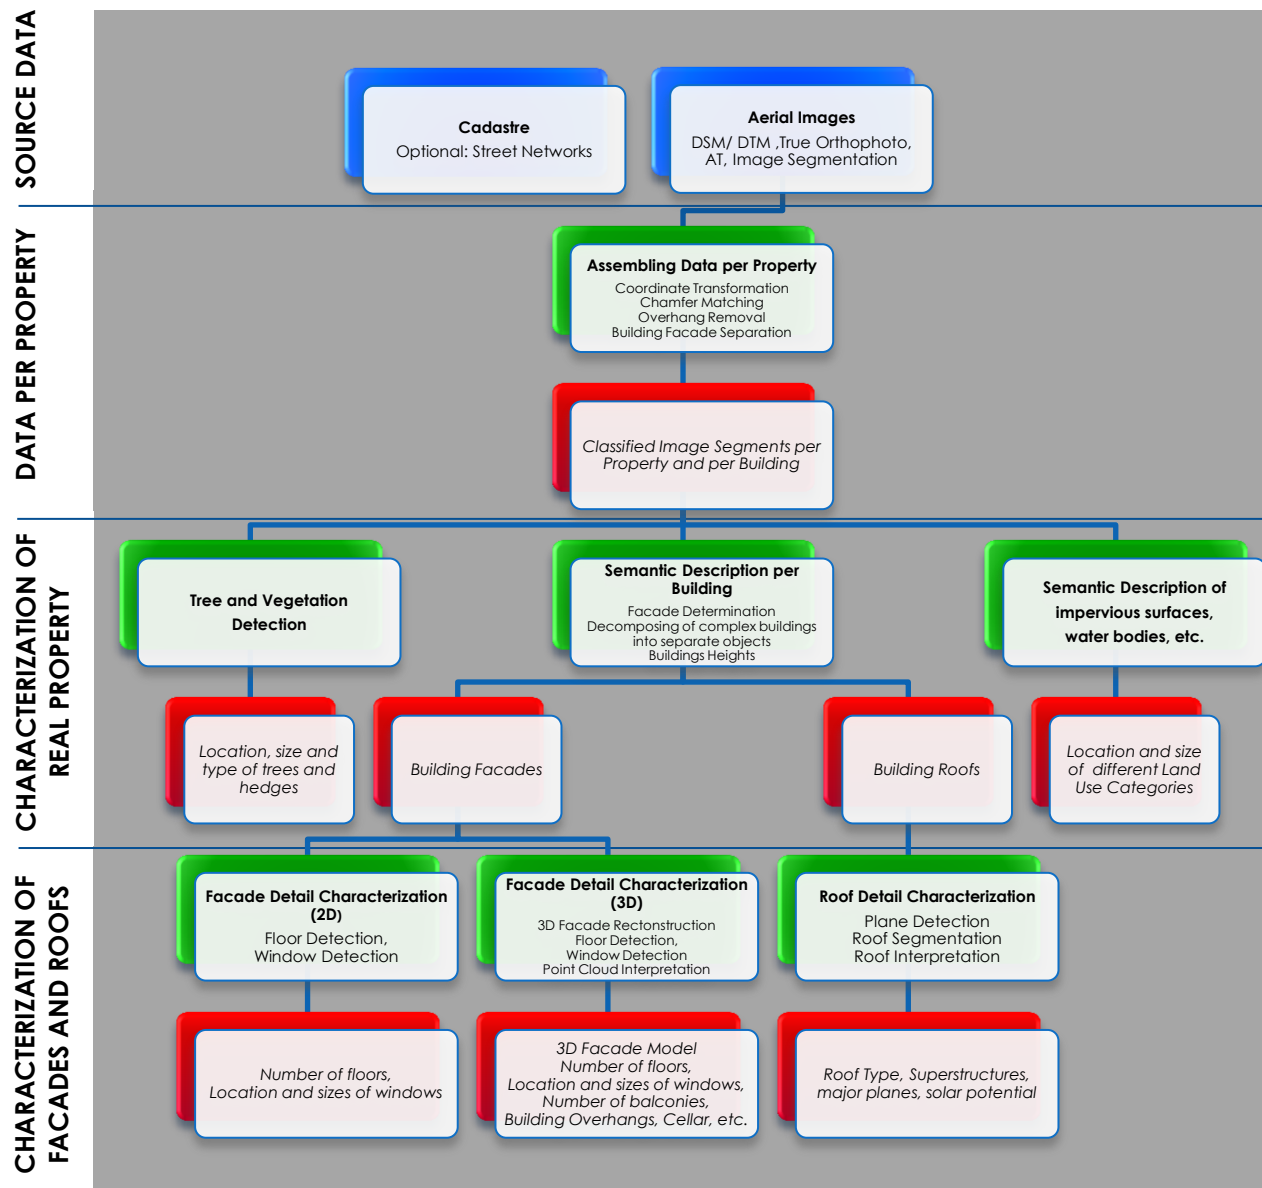 SOURCE DATA
Cadastre
Optional: Street Networks
Aerial Images
DSM/ DTM ,True Orthophoto,
AT, Image Segmentation
DATA PER PROPERTY
Assembling Data per Property
Coordinate Transformation
Chamfer Matching
Overhang Removal
Building Facade Separation
Classified Image Segments per
Property and per Building
CHARACTERIZATION OF
REAL PROPERTY
Tree and Vegetation
Detection
Semantic Description per
Building
Facade Determination
Decomposing of complex buildings
into separate objects
Buildings Heights
Semantic Description of
impervious surfaces,
water bodies, etc.
Location, size and
type of trees and
hedges
Building Facades
Building Roofs
Location and size
of different Land
Use Categories
CHARACTERIZATION OF
FACADES AND ROOFS
Facade Detail Characterization
(2D)
Floor Detection,
Window Detection
Facade Detail Characterization
(3D)
3D Facade Rectonstruction
Floor Detection,
Window Detection
Point Cloud Interpretation
Roof Detail Characterization
Plane Detection
Roof Segmentation
Roof Interpretation
Number of floors,
Location and sizes of windows
3D Facade Model
Number of floors,
Location and sizes of windows,
Number of balconies,
Building Overhangs, Cellar, etc.
Roof Type, Superstructures,
major planes, solar potential